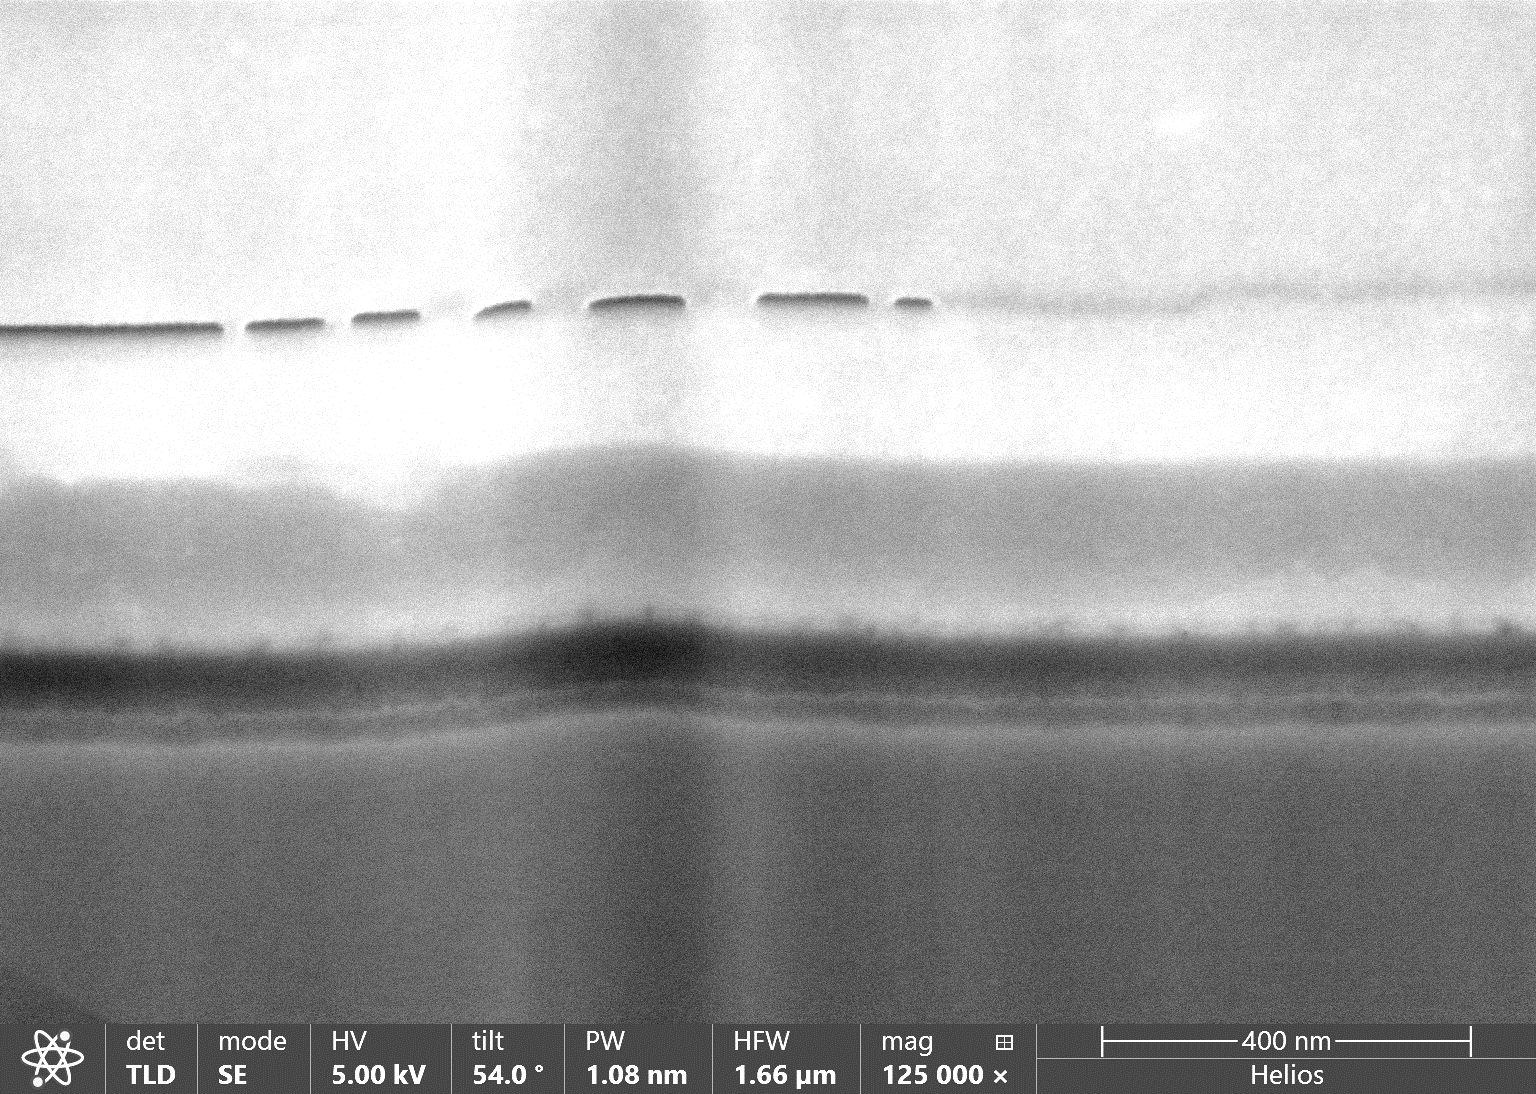 det mode HV tilt PW HFW mag ⊞ 400 nm
TLD SE 5.00 kV 54.0 ° 1.08 nm 1.66 µm 125 000 × Helios